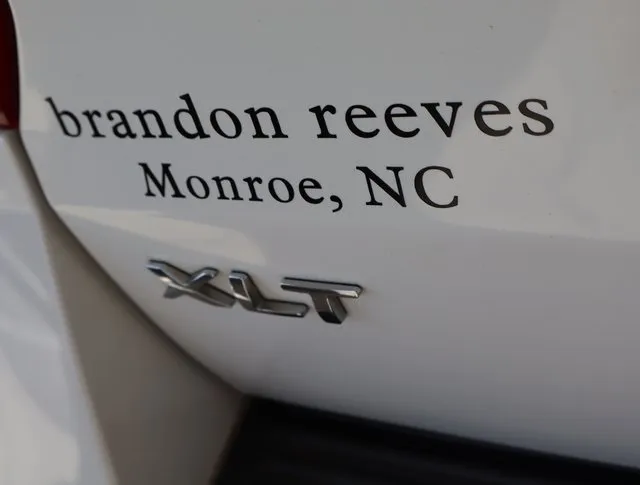 brandon reeves
Monroe, NC
XLT